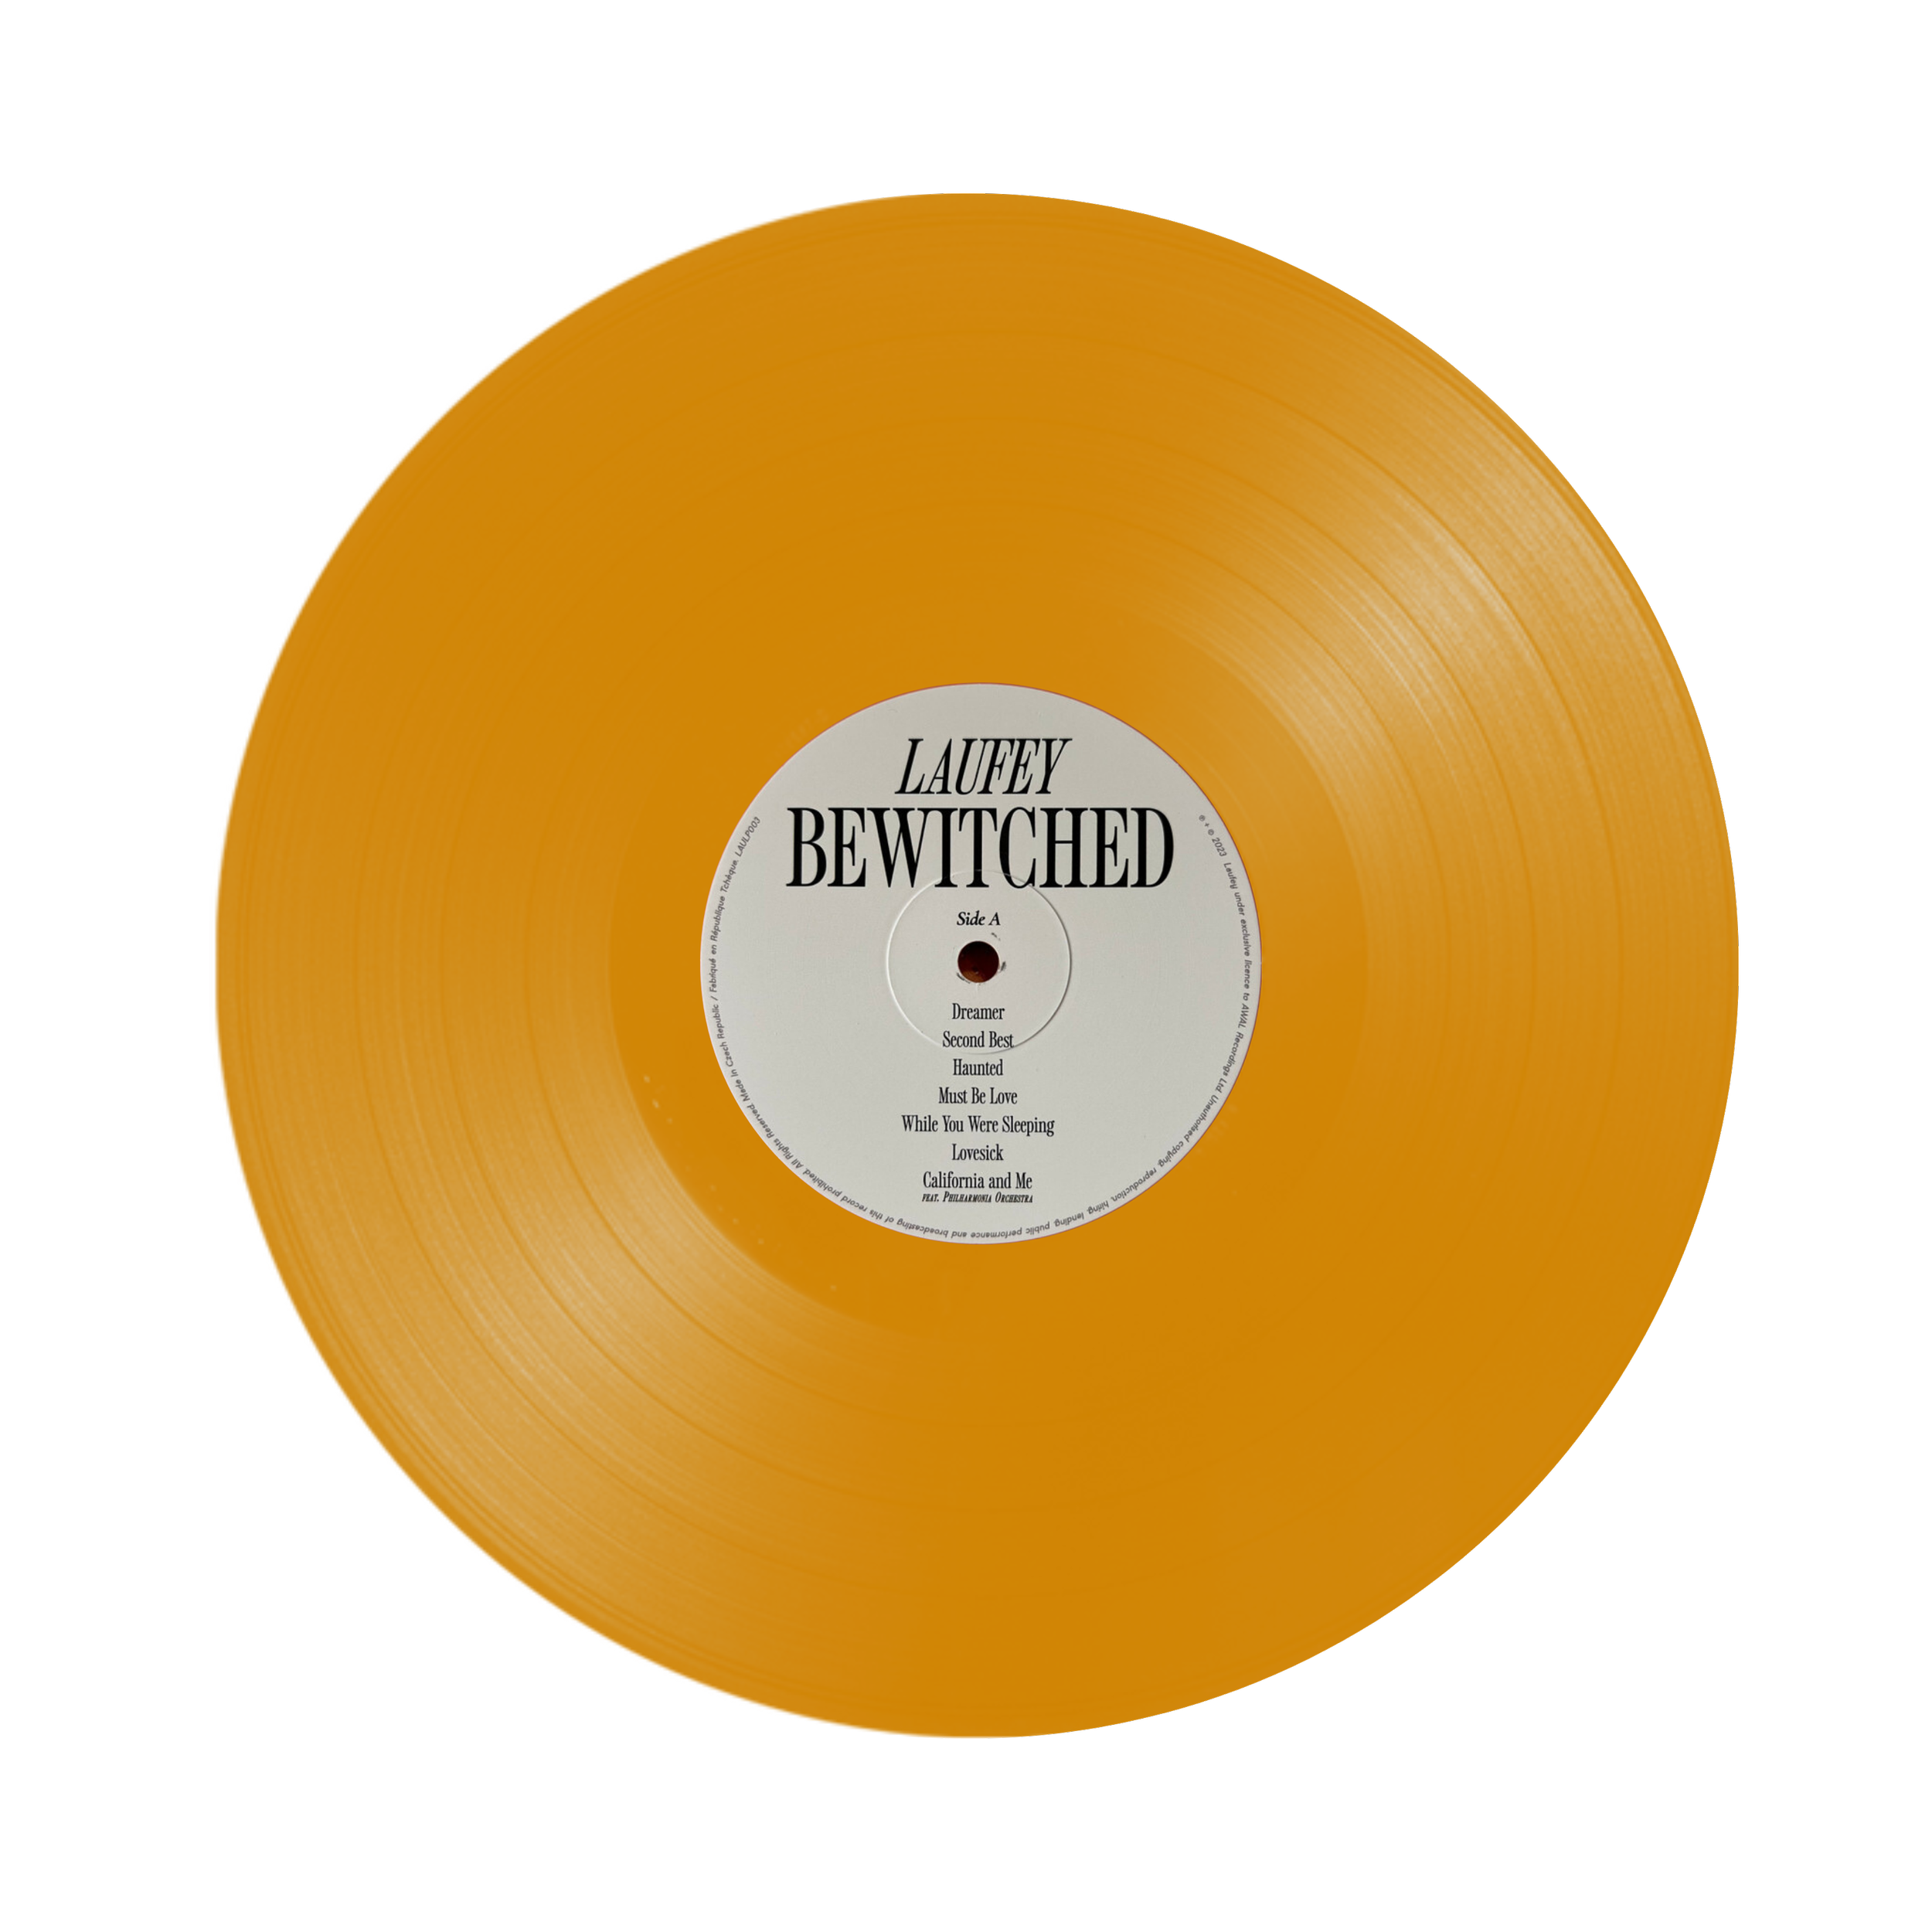 LAUFEY
BEWITCHED
Side A
Dreamer
Second Best
Haunted
Must Be Love
While You Were Sleeping
Lovesick
California and Me
FEAT. PHILHARMONIA ORCHESTRA
℗ + © 2023 Laufey under exclusive licence to AWAL Recordings Ltd. Unauthorised copying, reproduction, hiring, lending, public performance and broadcasting of this record prohibited. All Rights Reserved. Made in Czech Republic / Fabriqué en République Tchèque. LAULP003